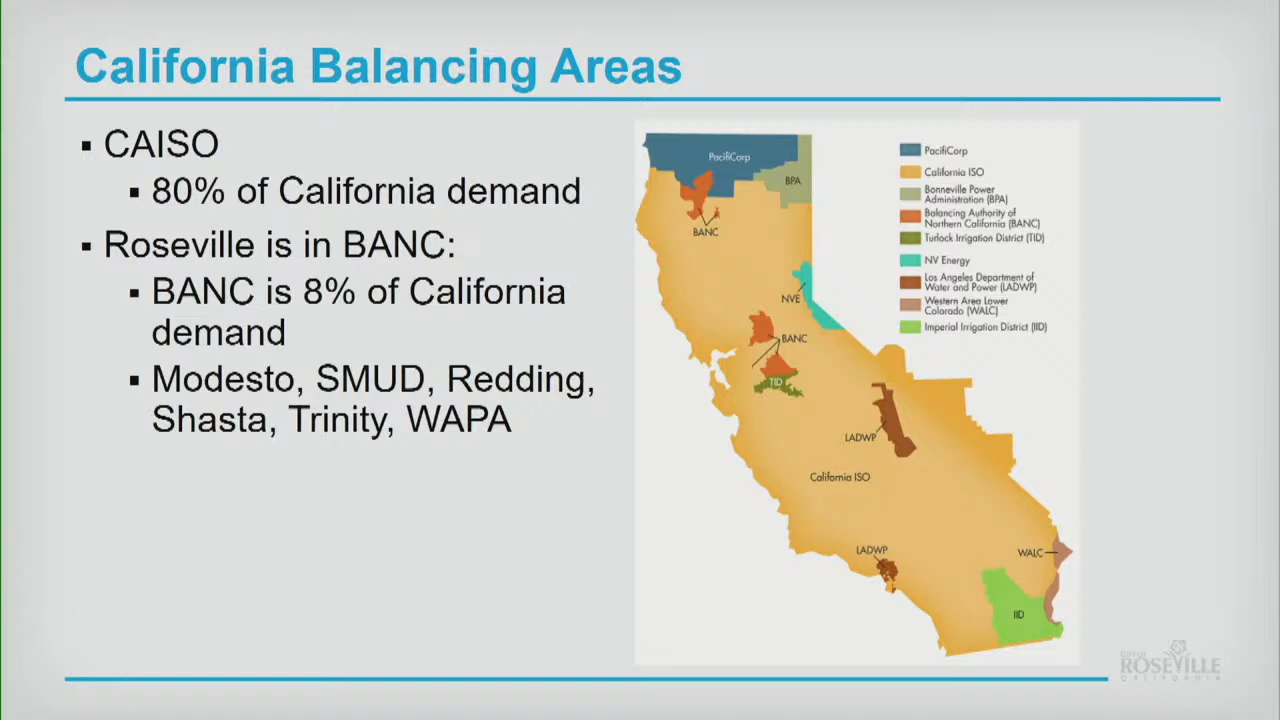 California Balancing Areas
▪ CAISO
▪ 80% of California demand
▪ Roseville is in BANC:
▪ BANC is 8% of California
demand
▪ Modesto, SMUD, Redding,
Shasta, Trinity, WAPA
PacifiCorp
BPA
BANC
NVE
BANC
TID
LADWP
California ISO
LADWP
WALC
IID
PacifiCorp
California ISO
Bonneville Power
Administration (BPA)
Balancing Authority of
Northern California (BANC)
Turlock Irrigation District (TID)
NV Energy
Los Angeles Department of
Water and Power (LADWP)
Western Area Lower
Colorado (WALC)
Imperial Irrigation District (IID)
ROSEVILLE
CALIFORNIA